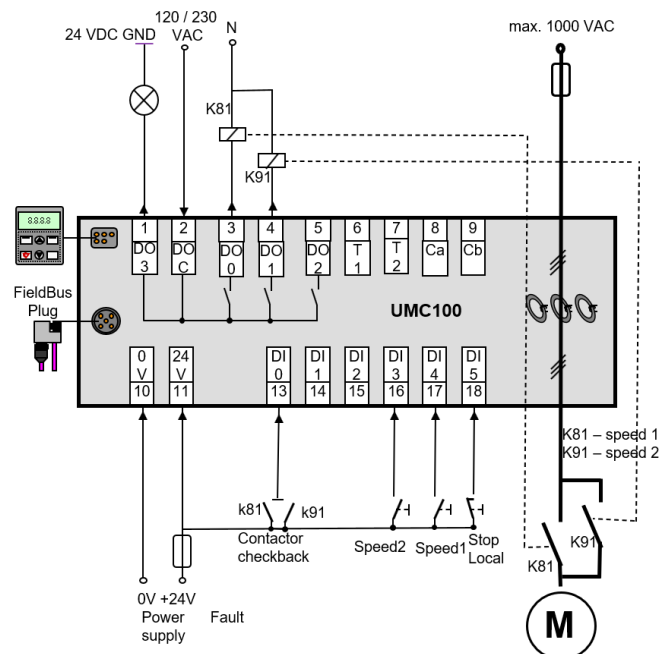 24 VDC GND
120 / 230
VAC
N
max. 1000 VAC
K81
K91
1 2 3 4 5 6 7 8 9
DO 3
DO C
DO 0
DO 1
DO 2
T 1
T 2
Ca
Cb
8.8.8.8
FieldBus
Plug
UMC100
0 V
24 V
DI 0
DI 1
DI 2
DI 3
DI 4
DI 5
10 11 13 14 15 16 17 18
K81 – speed 1
K91 – speed 2
k81 k91
Contactor
checkback
Speed2
Speed1
Stop
Local
K91
K81
0V +24V
Power
supply
Fault
M